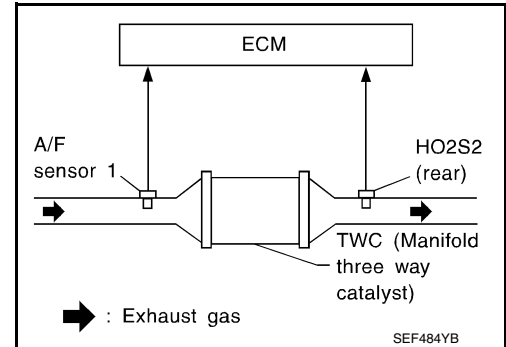 ECM
A/F
sensor 1
HO2S2
(rear)
TWC (Manifold
three way
catalyst)
: Exhaust gas
SEF484YB